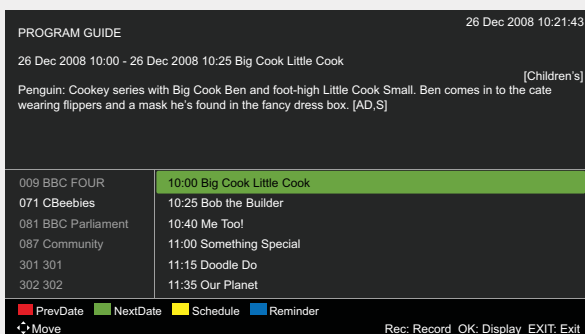 26 Dec 2008 10:21:43
PROGRAM GUIDE
26 Dec 2008 10:00 - 26 Dec 2008 10:25 Big Cook Little Cook
[Children's]
Penguin: Cookey series with Big Cook Ben and foot-high Little Cook Small. Ben comes in to the cate
wearing flippers and a mask he's found in the fancy dress box. [AD,S]
009 BBC FOUR 10:00 Big Cook Little Cook
071 CBeebies 10:25 Bob the Builder
081 BBC Parliament 10:40 Me Too!
087 Community 11:00 Something Special
301 301 11:15 Doodle Do
302 302 11:35 Our Planet
PrevDate NextDate Schedule Reminder
Move Rec: Record OK: Display EXIT: Exit